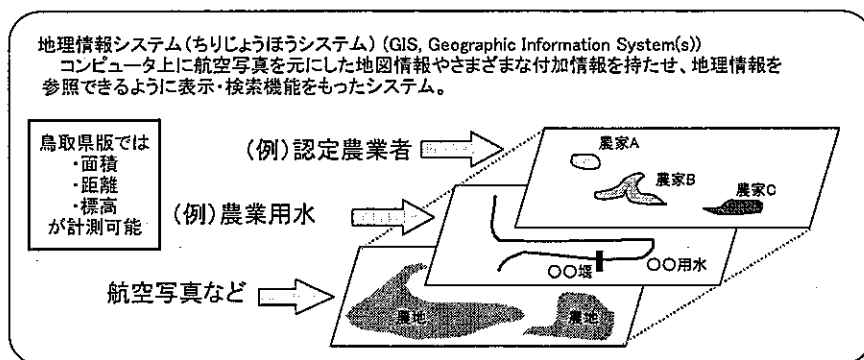 地理情報システム(ちりじょうほうシステム) (GIS, Geographic Information System(s))
コンピュータ上に航空写真を元にした地図情報やさまざまな付加情報を持たせ、地理情報を
参照できるように表示・検索機能をもったシステム。
鳥取県版では
・面積
・距離
・標高
が計測可能
(例)認定農業者
農家A
農家B
農家C
(例)農業用水
〇〇堰
〇〇用水
航空写真など
農地
農地